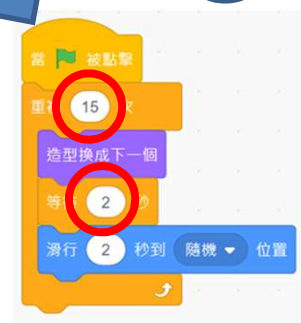 當 被點擊
重複 15 次
造型換成下一個
等待 2 秒
滑行 2 秒到 隨機 位置